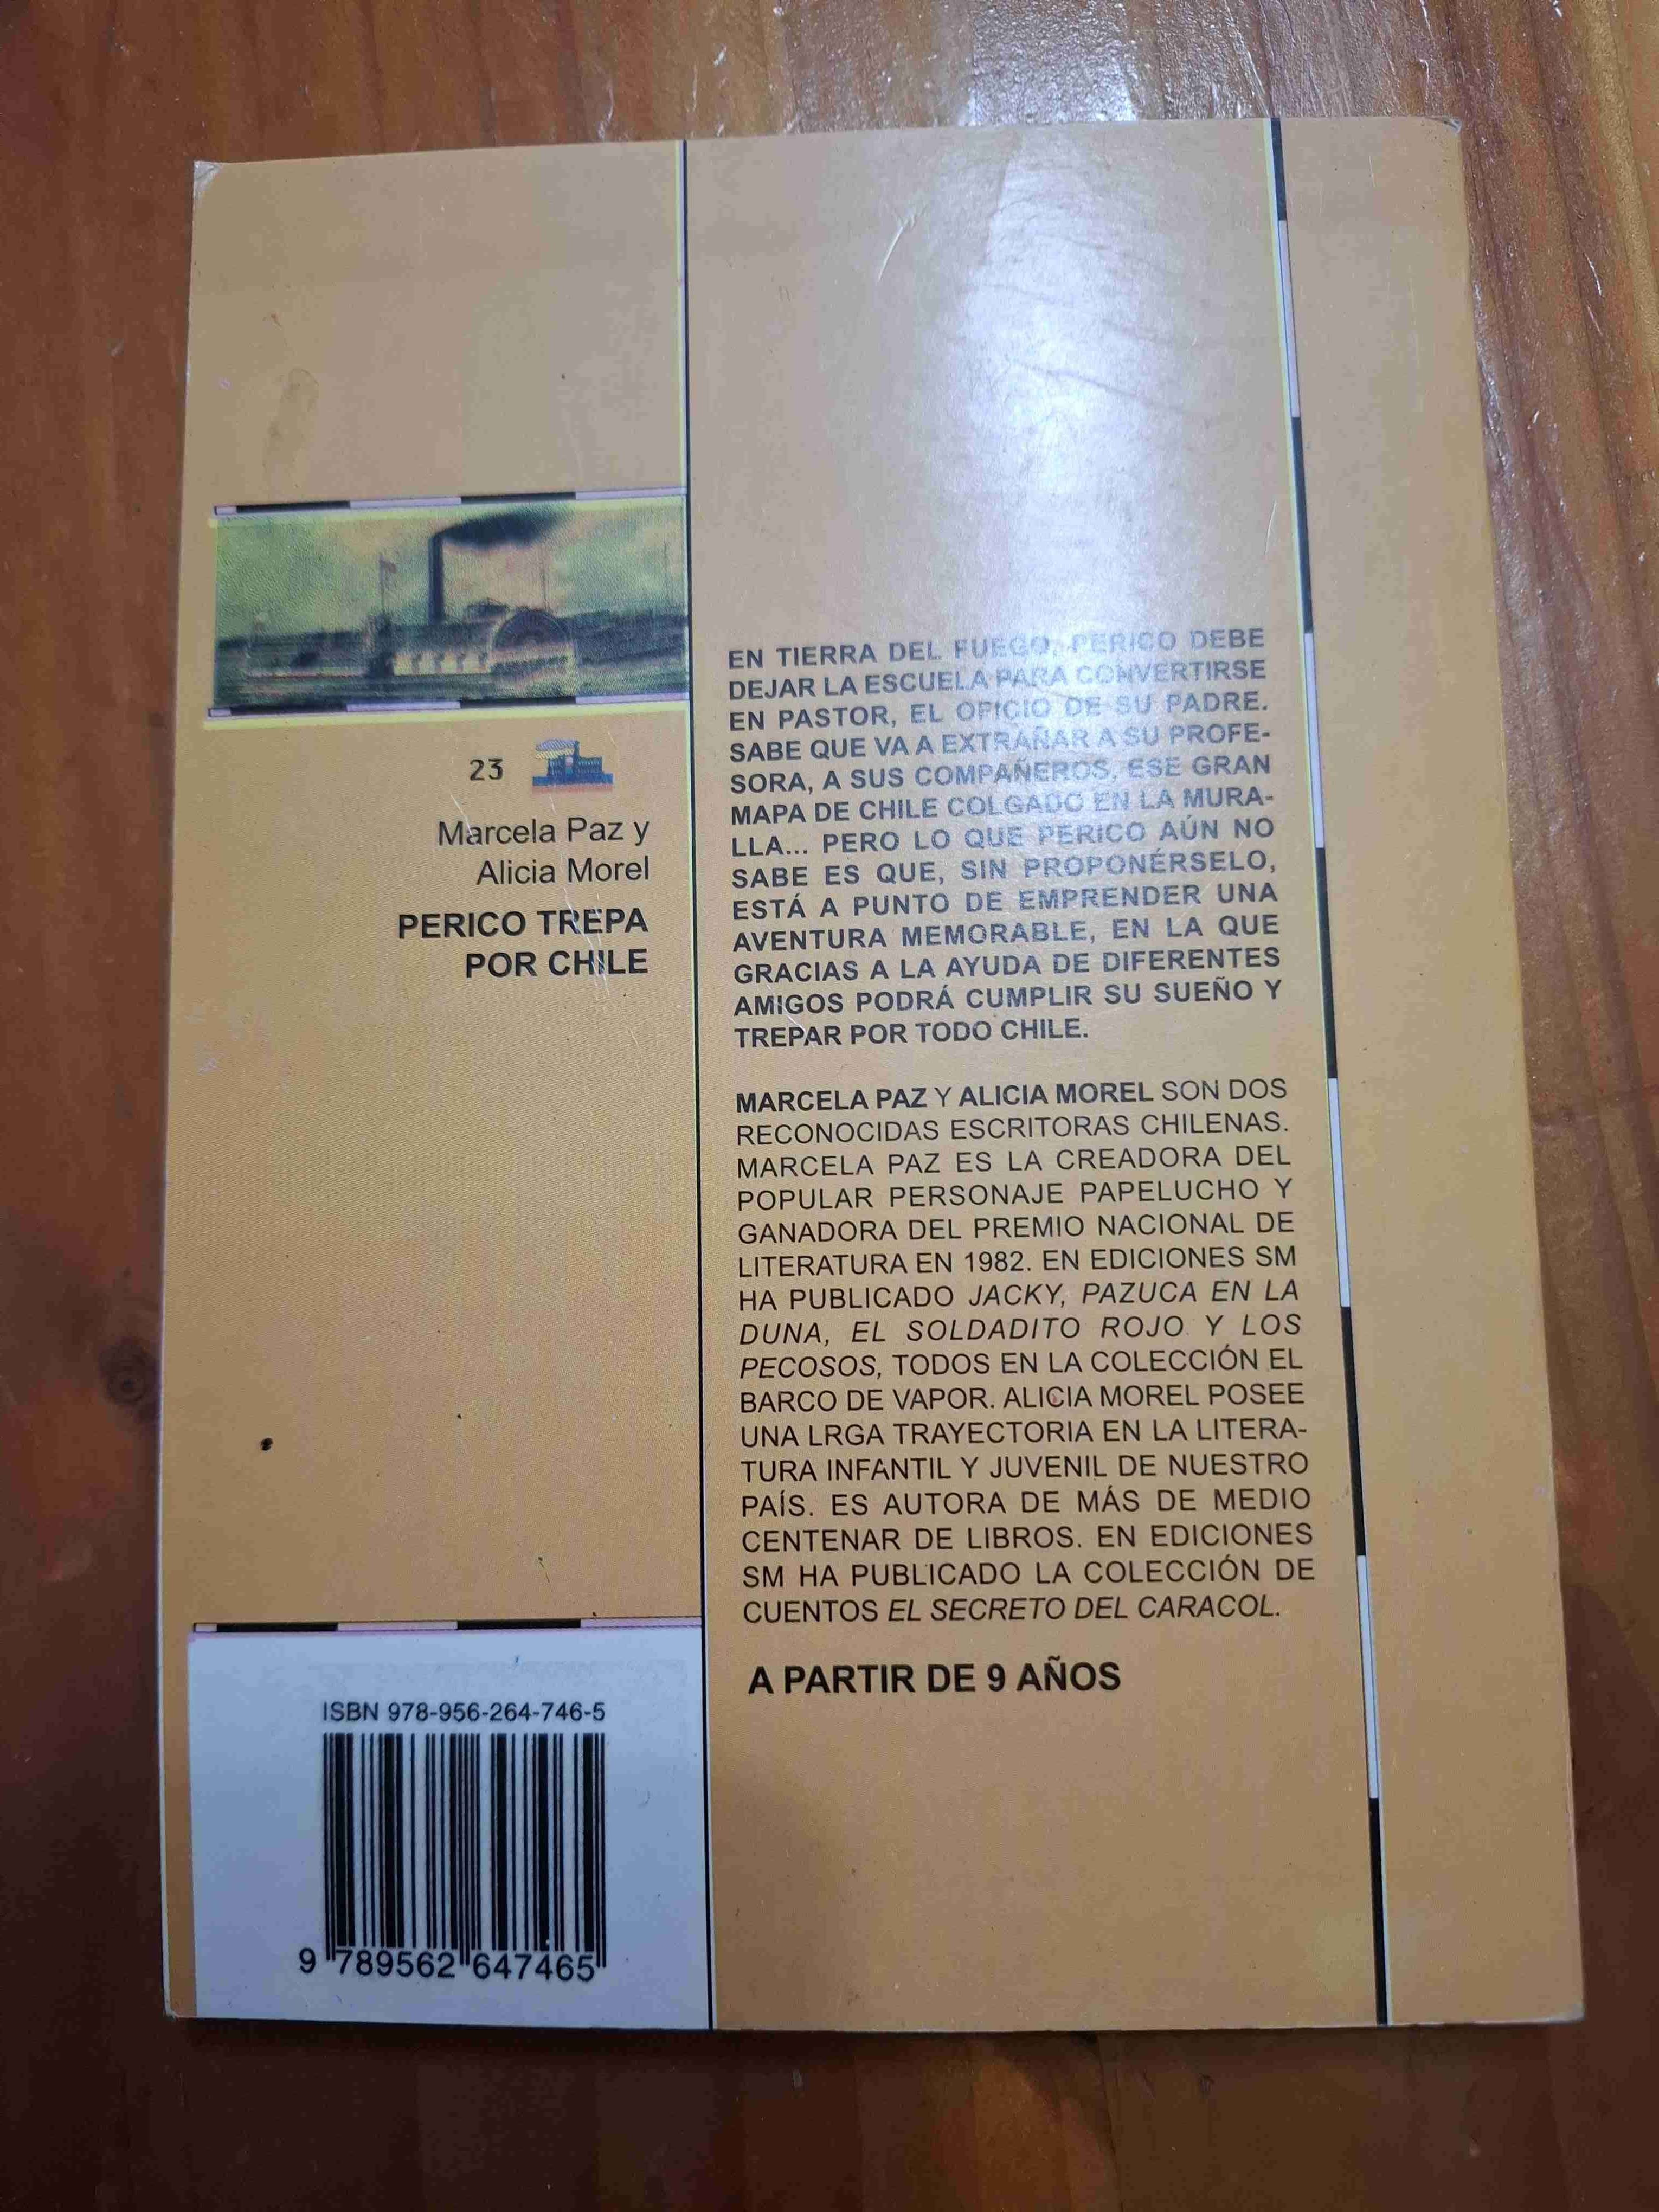 23
Marcela Paz y
Alicia Morel
PERICO TREPA
POR CHILE
EN TIERRA DEL FUEGO, PERICO DEBE
DEJAR LA ESCUELA PARA CONVERTIRSE
EN PASTOR, EL OFICIO DE SU PADRE.
SABE QUE VA A EXTRAÑAR A SU PROFE-
SORA, A SUS COMPAÑEROS, ESE GRAN
MAPA DE CHILE COLGADO EN LA MURA-
LLA... PERO LO QUE PERICO AÚN NO
SABE ES QUE, SIN PROPONÉRSELO,
ESTÁ A PUNTO DE EMPRENDER UNA
AVENTURA MEMORABLE, EN LA QUE
GRACIAS A LA AYUDA DE DIFERENTES
AMIGOS PODRÁ CUMPLIR SU SUEÑO Y
TREPAR POR TODO CHILE.
MARCELA PAZ Y ALICIA MOREL SON DOS
RECONOCIDAS ESCRITORAS CHILENAS.
MARCELA PAZ ES LA CREADORA DEL
POPULAR PERSONAJE PAPELUCHO Y
GANADORA DEL PREMIO NACIONAL DE
LITERATURA EN 1982. EN EDICIONES SM
HA PUBLICADO JACKY, PAZUCA EN LA
DUNA, EL SOLDADITO ROJO Y LOS
PECOSOS, TODOS EN LA COLECCIÓN EL
BARCO DE VAPOR. ALICIA MOREL POSEE
UNA LRGA TRAYECTORIA EN LA LITERA-
TURA INFANTIL Y JUVENIL DE NUESTRO
PAÍS. ES AUTORA DE MÁS DE MEDIO
CENTENAR DE LIBROS. EN EDICIONES
SM HA PUBLICADO LA COLECCIÓN DE
CUENTOS EL SECRETO DEL CARACOL.
A PARTIR DE 9 AÑOS
ISBN 978-956-264-746-5
9 789562 647465